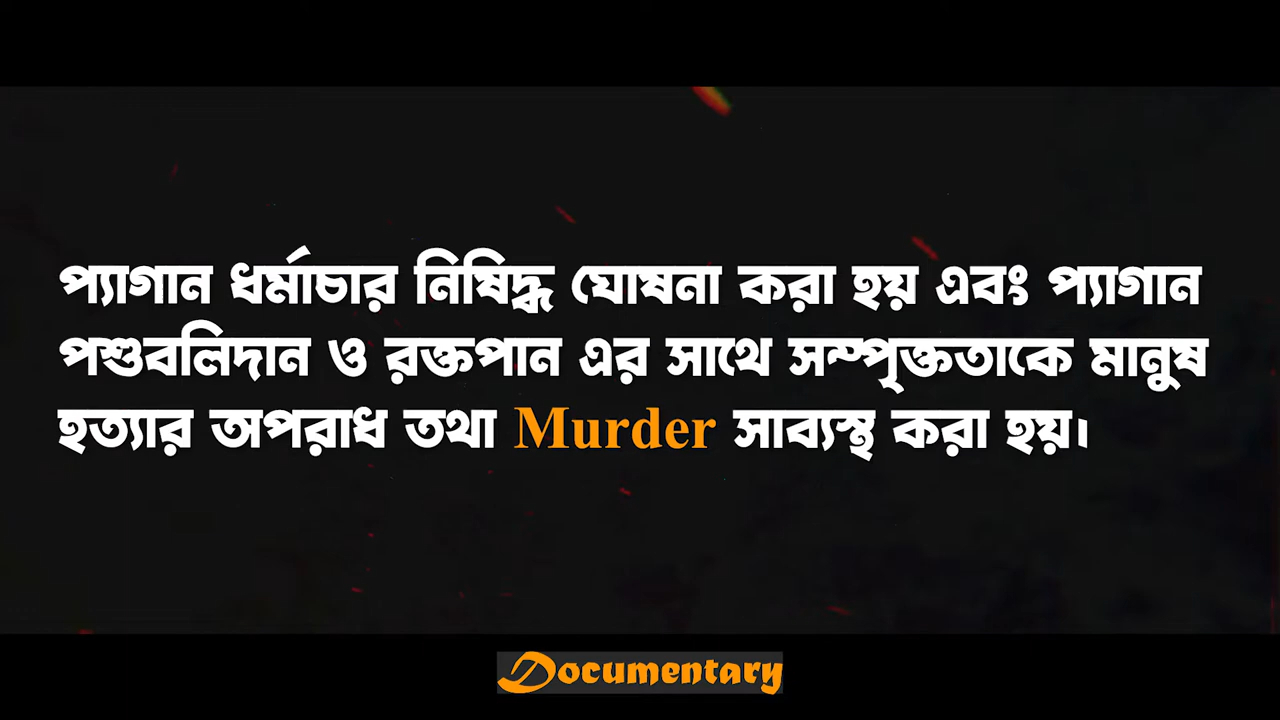 প্যাগান ধর্মাচার নিষিদ্ধ ঘোষনা করা হয় এবং প্যাগান
পশুবলিদান ও রক্তপান এর সাথে সম্পৃক্ততাকে মানুষ
হত্যার অপরাধ তথা Murder সাব্যস্থ করা হয়।
Documentary